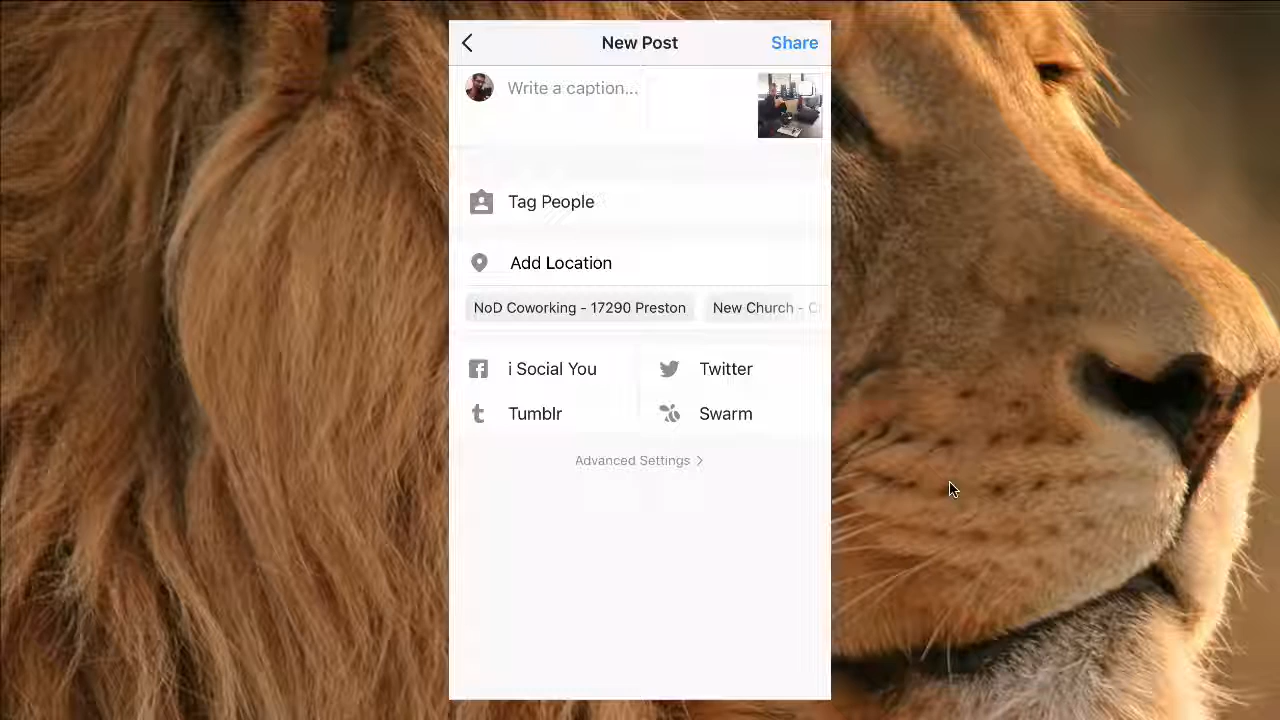 New Post
Share
Write a caption...
Tag People
Add Location
NoD Coworking - 17290 Preston
New Church -
i Social You
Twitter
Tumblr
Swarm
Advanced Settings